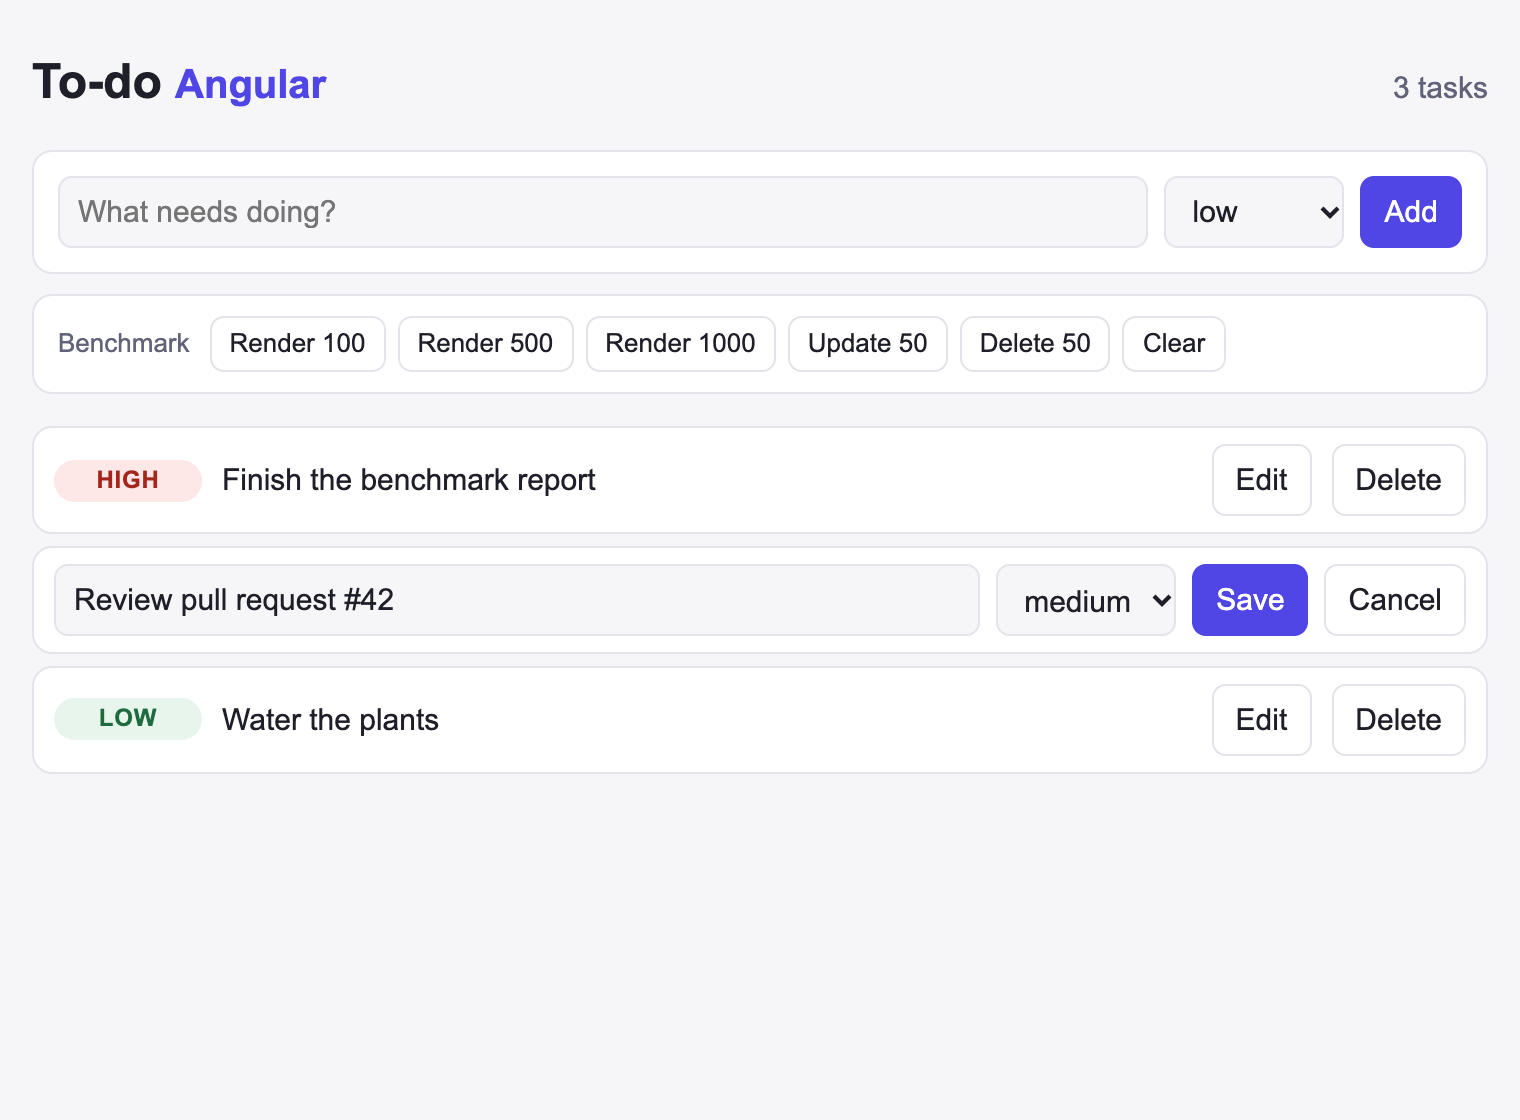 To-do Angular
3 tasks
What needs doing? low Add
Benchmark Render 100 Render 500 Render 1000 Update 50 Delete 50 Clear
HIGH Finish the benchmark report Edit Delete
Review pull request #42 medium Save Cancel
LOW Water the plants Edit Delete